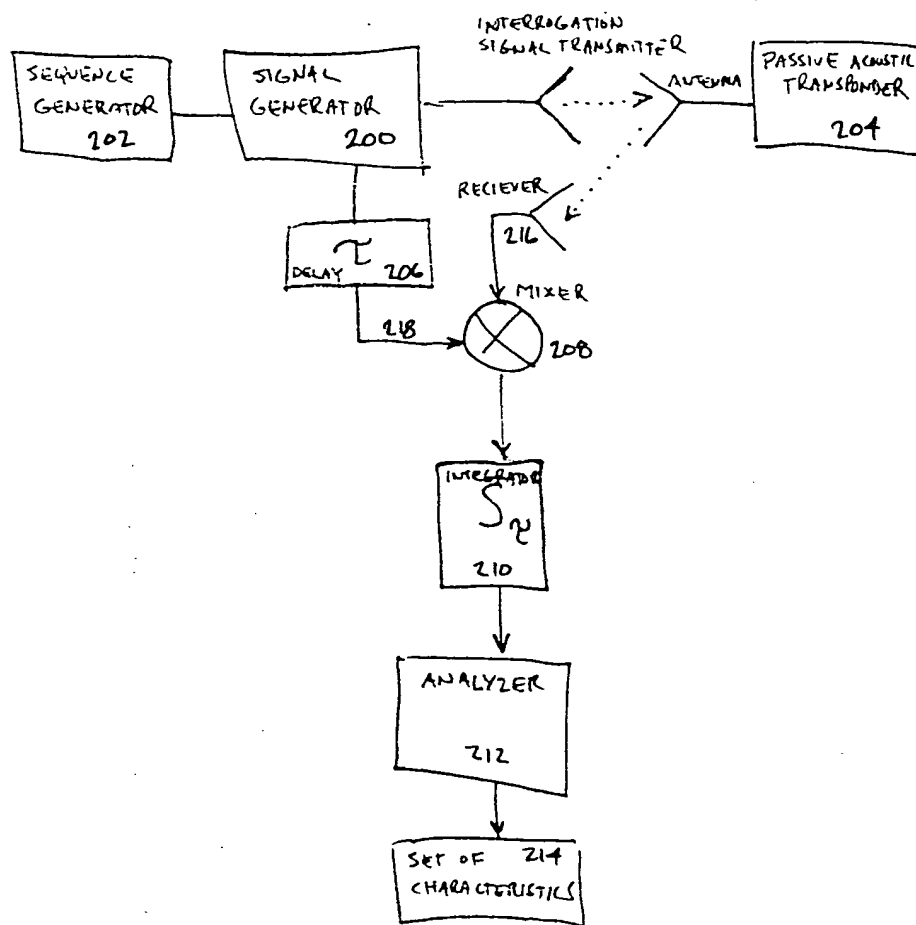 INTERROGATION
SIGNAL TRANSMITTER
SEQUENCE
GENERATOR
202
SIGNAL
GENERATOR
200
ANTENNA
PASSIVE ACOUSTIC
TRANSPONDER
204
RECIEVER
216
τ
DELAY 206
MIXER
218
208
INTEGRATOR
∫τ
210
ANALYZER
212
SET OF 214
CHARACTERISTICS